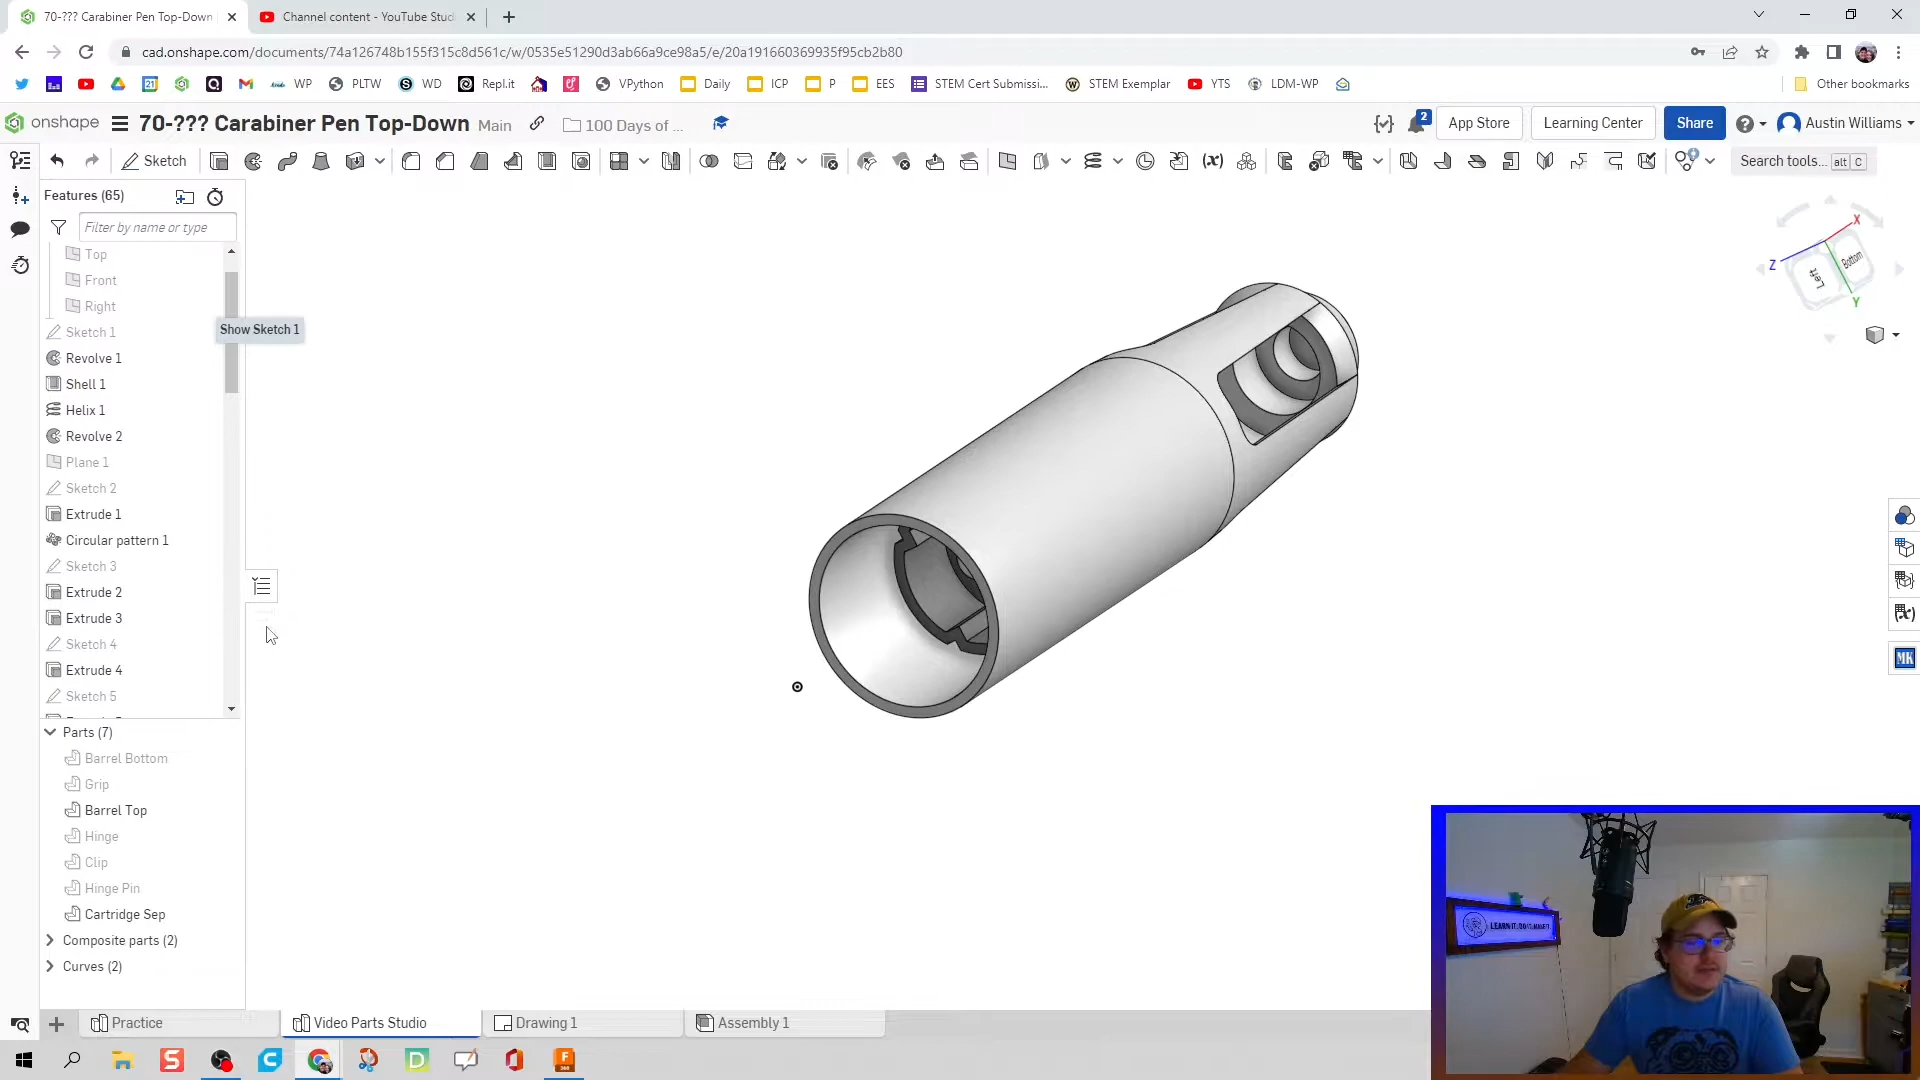 70-??? Carabiner Pen Top-Down
Channel content - YouTube Stud
cad.onshape.com/documents/74a126748b155f315c8d561c/w/0535e51290d3ab66a9ce98a5/e/20a191660369935f95cb2b80
WP
PLTW
WD
Repl.it
VPython
Daily
ICP
P
EES
STEM Cert Submissi...
STEM Exemplar
YTS
LDM-WP
Other bookmarks
onshape
70-??? Carabiner Pen Top-Down
Main
100 Days of ...
2
App Store
Learning Center
Share
Austin Williams
Sketch
Search tools... alt C
Features (65)
Filter by name or type
Top
Front
Right
Sketch 1
Show Sketch 1
Revolve 1
Shell 1
Helix 1
Revolve 2
Plane 1
Sketch 2
Extrude 1
Circular pattern 1
Sketch 3
Extrude 2
Extrude 3
Sketch 4
Extrude 4
Sketch 5
Parts (7)
Barrel Bottom
Grip
Barrel Top
Hinge
Clip
Hinge Pin
Cartridge Sep
Composite parts (2)
Curves (2)
X
Z
Y
Left
Bottom
MK
Practice
Video Parts Studio
Drawing 1
Assembly 1